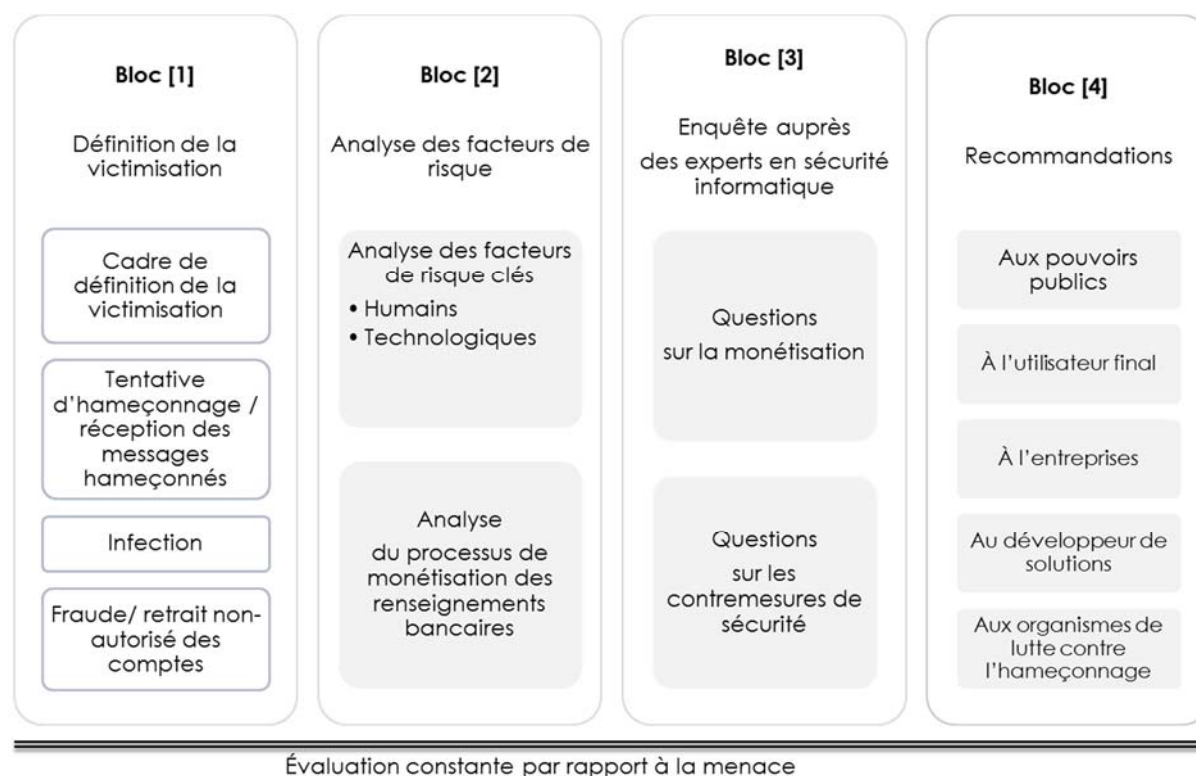 Bloc [1]
Définition de la
victimisation
Cadre de
définition de la
victimisation
Tentative
d'hameçonnage /
réception des
messages
hameçonnés
Infection
Fraude/ retrait non-
autorisé des
comptes
Bloc [2]
Analyse des facteurs de
risque
Analyse des facteurs
de risque clés
• Humains
• Technologiques
Analyse
du processus de
monétisation des
renseignements
bancaires
Bloc [3]
Enquête auprès
des experts en sécurité
informatique
Questions
sur la monétisation
Questions
sur les
contremesures de
sécurité
Bloc [4]
Recommandations
Aux pouvoirs
publics
À l'utilisateur final
À l'entreprises
Au développeur de
solutions
Aux organismes de
lutte contre
l'hameçonnage
Évaluation constante par rapport à la menace